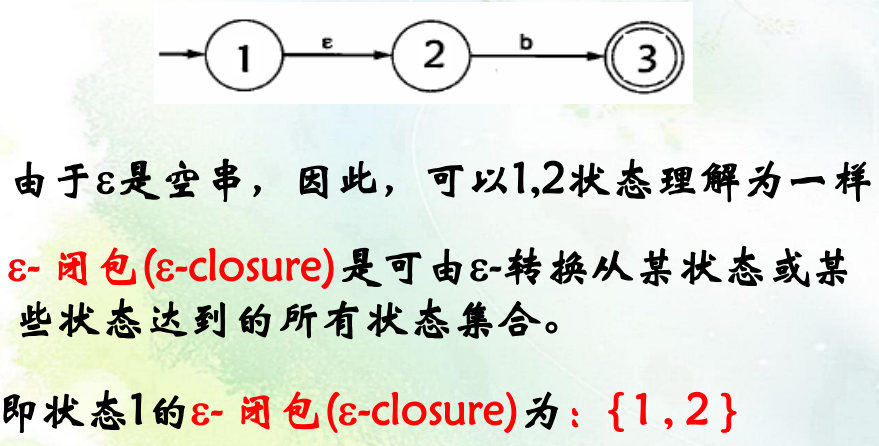 1 ε 2 b 3
由于ε是空串，因此，可以1,2状态理解为一样
ε- 闭包(ε-closure)是可由ε-转换从某状态或某
些状态达到的所有状态集合。
即状态1的ε- 闭包(ε-closure)为：{1,2}